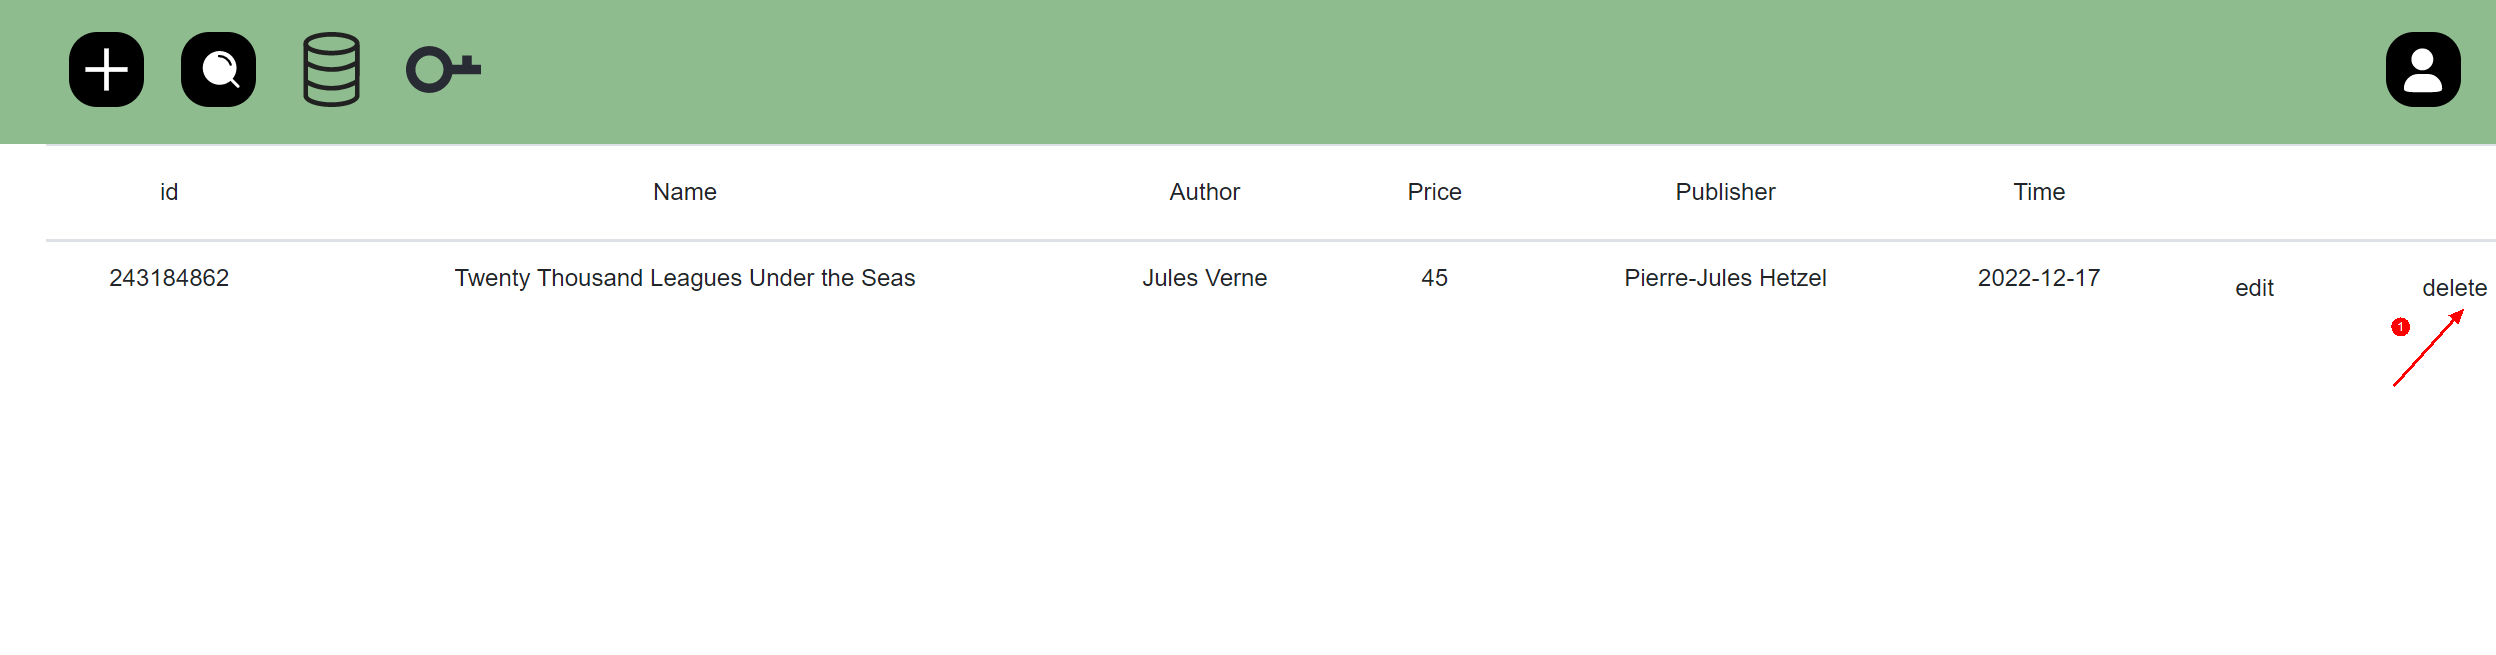 id Name Author Price Publisher Time
243184862 Twenty Thousand Leagues Under the Seas Jules Verne 45 Pierre-Jules Hetzel 2022-12-17 edit delete
1